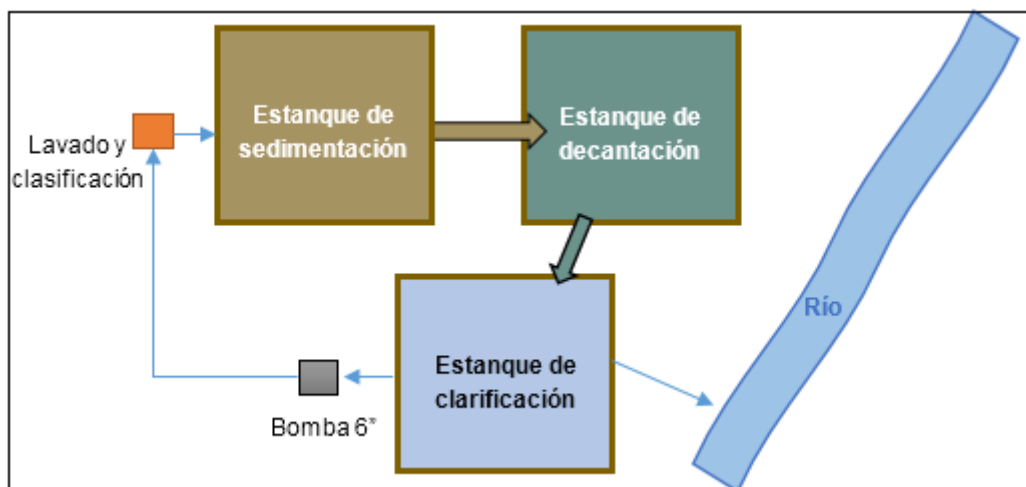 Estanque de
sedimentación
Estanque de
decantación
Lavado y
clasificación
Río
Estanque de
clarificación
Bomba 6"